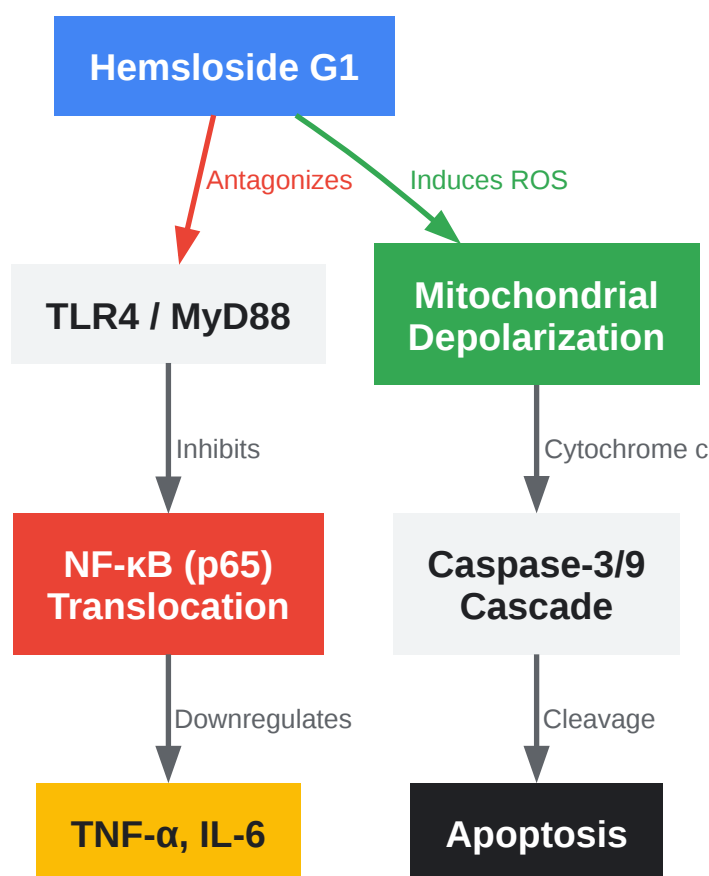 Hemsloside G1
Antagonizes
Induces ROS
TLR4 / MyD88
Mitochondrial
Depolarization
Inhibits
Cytochrome c
NF-κB (p65)
Translocation
Caspase-3/9
Cascade
Downregulates
Cleavage
TNF-α, IL-6
Apoptosis